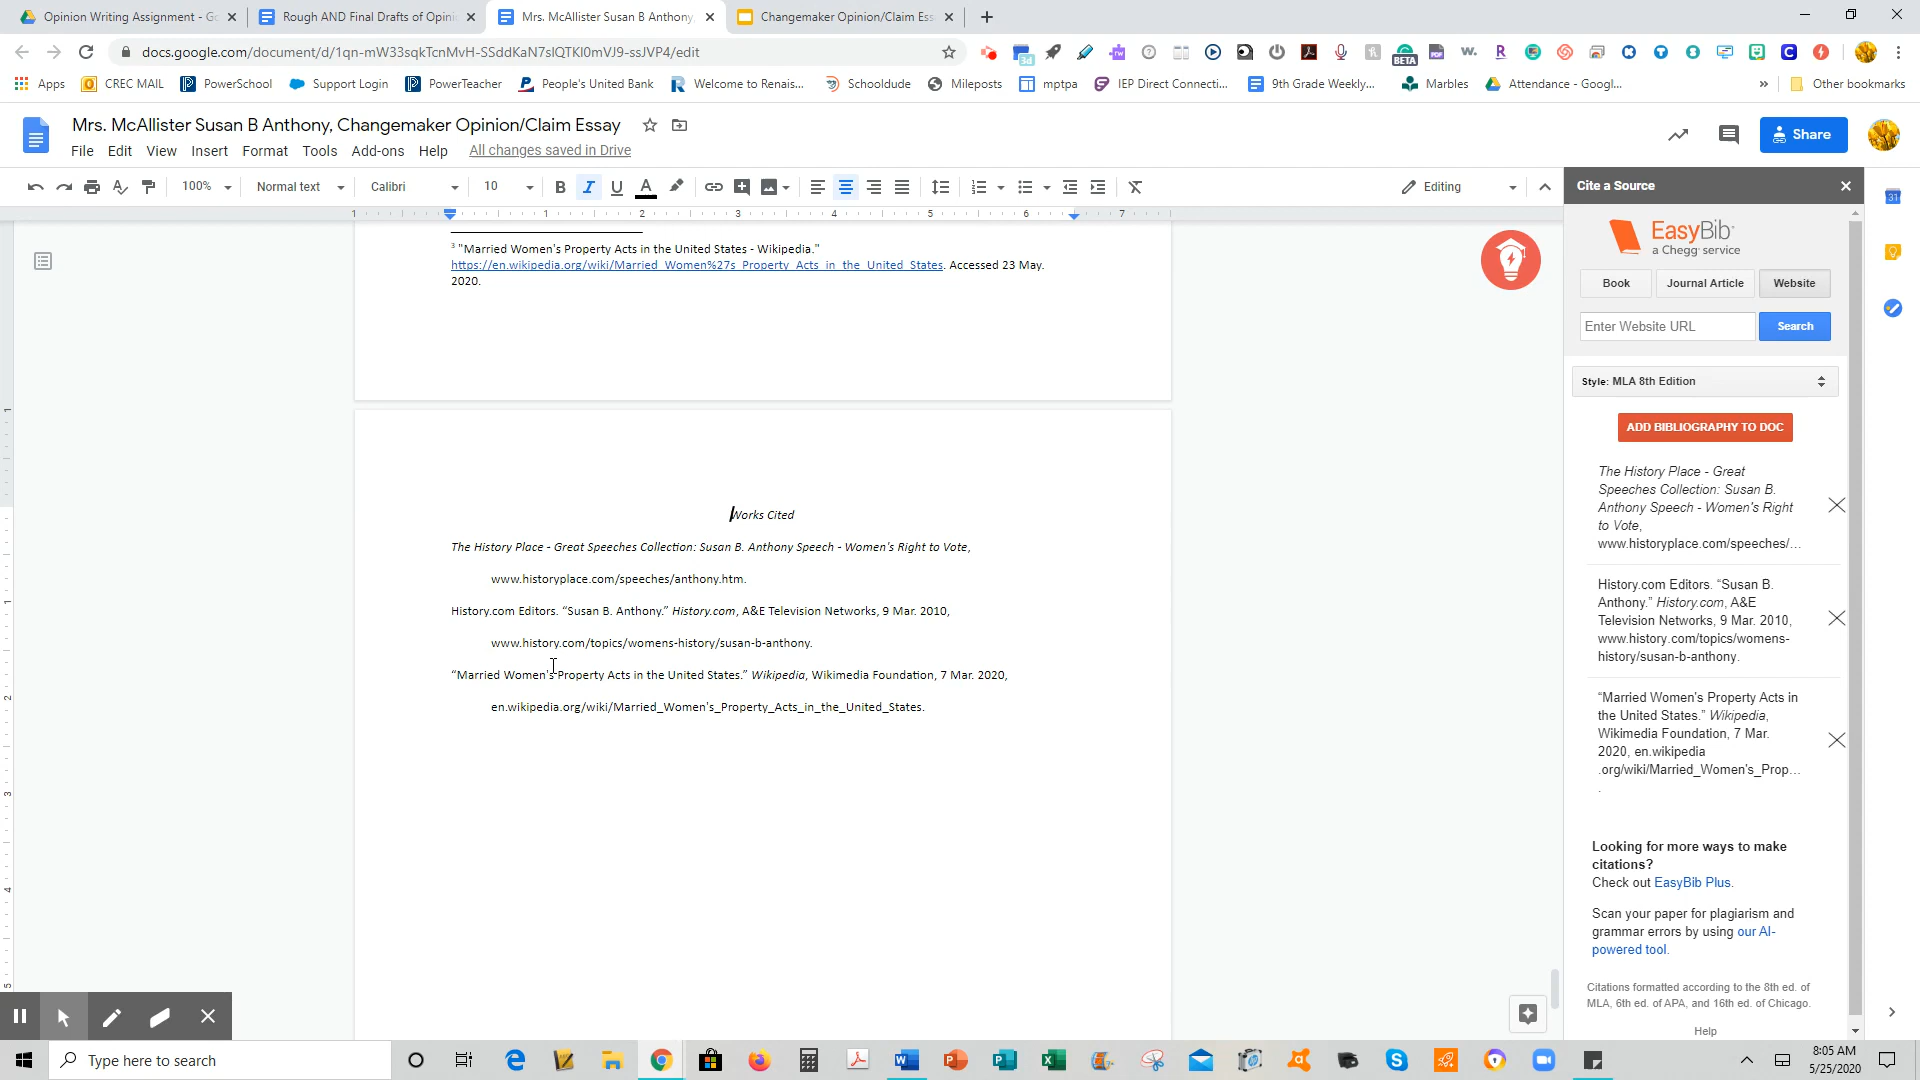 Opinion Writing Assignment - Go
Rough AND Final Drafts of Opini
Mrs. McAllister Susan B Anthony,
Changemaker Opinion/Claim Ess
docs.google.com/document/d/1qn-mW33sqkTcnMvH-SSddKaN7sIQTKl0mVJ9-ssJVP4/edit
Apps
CREC MAIL
PowerSchool
Support Login
PowerTeacher
People's United Bank
Welcome to Renais...
Schooldude
Mileposts
mptpa
IEP Direct Connecti...
9th Grade Weekly...
Marbles
Attendance - Googl...
»
Other bookmarks
Mrs. McAllister Susan B Anthony, Changemaker Opinion/Claim Essay
File Edit View Insert Format Tools Add-ons Help All changes saved in Drive
Share
100% Normal text Calibri 10 B I U A Editing
1 1 2 3 4 5 6 7
3 "Married Women's Property Acts in the United States - Wikipedia."
https://en.wikipedia.org/wiki/Married_Women%27s_Property_Acts_in_the_United_States. Accessed 23 May.
2020.
Works Cited
The History Place - Great Speeches Collection: Susan B. Anthony Speech - Women's Right to Vote,
www.historyplace.com/speeches/anthony.htm.
History.com Editors. “Susan B. Anthony.” History.com, A&E Television Networks, 9 Mar. 2010,
www.history.com/topics/womens-history/susan-b-anthony.
“Married Women's Property Acts in the United States.” Wikipedia, Wikimedia Foundation, 7 Mar. 2020,
en.wikipedia.org/wiki/Married_Women's_Property_Acts_in_the_United_States.
Cite a Source
EasyBib
a Chegg service
Book Journal Article Website
Enter Website URL Search
Style: MLA 8th Edition
ADD BIBLIOGRAPHY TO DOC
The History Place - Great
Speeches Collection: Susan B.
Anthony Speech - Women's Right
to Vote,
www.historyplace.com/speeches/...
History.com Editors. “Susan B.
Anthony.” History.com, A&E
Television Networks, 9 Mar. 2010,
www.history.com/topics/womens-
history/susan-b-anthony.
“Married Women's Property Acts in
the United States.” Wikipedia,
Wikimedia Foundation, 7 Mar.
2020, en.wikipedia
.org/wiki/Married_Women's_Prop...
.
Looking for more ways to make
citations?
Check out EasyBib Plus.
Scan your paper for plagiarism and
grammar errors by using our AI-
powered tool.
Citations formatted according to the 8th ed. of
MLA, 6th ed. of APA, and 16th ed. of Chicago.
Help
Type here to search
8:05 AM
5/25/2020